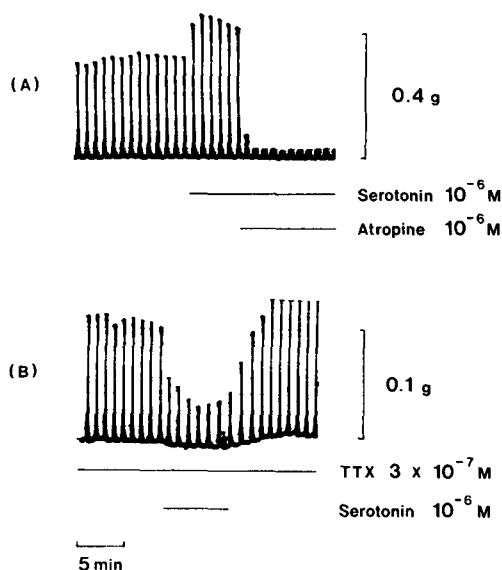 (A)
0.4 g
Serotonin 10⁻⁶ M
Atropine 10⁻⁶ M
(B)
0.1 g
TTX 3 x 10⁻⁷ M
Serotonin 10⁻⁶ M
5 min